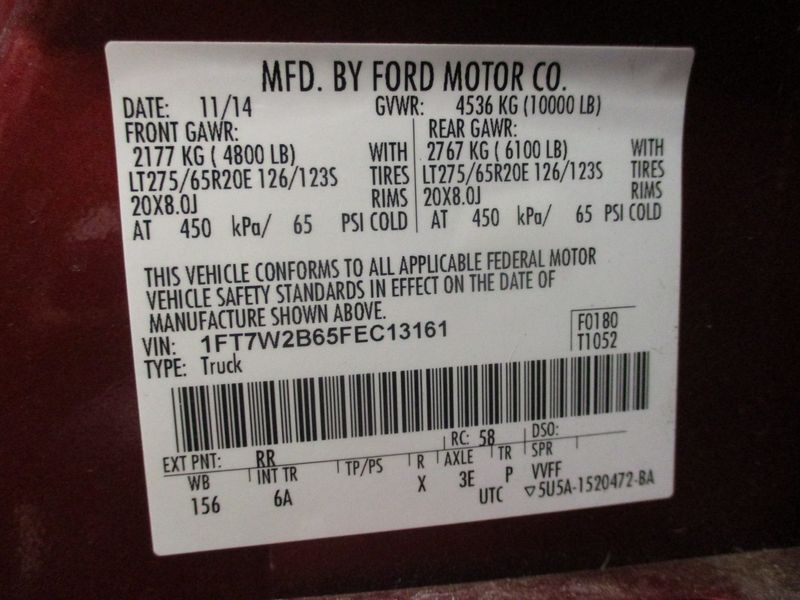 MFD. BY FORD MOTOR CO.
DATE: 11/14 GVWR: 4536 KG (10000 LB)
FRONT GAWR: REAR GAWR:
2177 KG ( 4800 LB) WITH 2767 KG ( 6100 LB) WITH
LT275/65R20E 126/123S TIRES LT275/65R20E 126/123S TIRES
20X8.0J RIMS 20X8.0J RIMS
AT 450 kPa/ 65 PSI COLD AT 450 kPa/ 65 PSI COLD
THIS VEHICLE CONFORMS TO ALL APPLICABLE FEDERAL MOTOR
VEHICLE SAFETY STANDARDS IN EFFECT ON THE DATE OF
MANUFACTURE SHOWN ABOVE.
VIN: 1FT7W2B65FEC13161 F0180
TYPE: Truck T1052
EXT PNT: RR RC: 58 DSO:
WB INT TR TP/PS R AXLE TR SPR
156 6A X 3E P VVFF
UTC ▽5U5A-1520472-BA